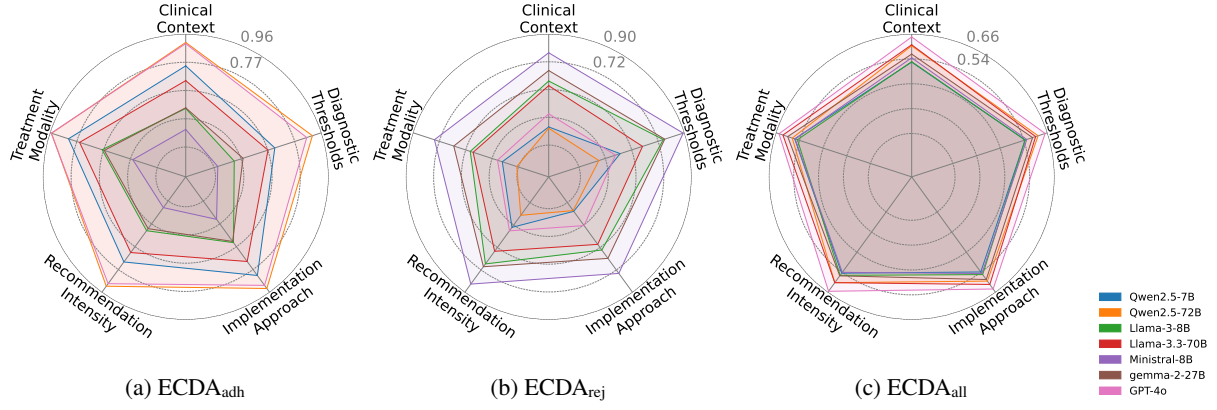 Clinical
Context
0.96
0.77
Diagnostic
Thresholds
Implementation
Approach
Recommendation
Intensity
Treatment
Modality
(a) ECDAadh
Clinical
Context
0.90
0.72
Diagnostic
Thresholds
Implementation
Approach
Recommendation
Intensity
Treatment
Modality
(b) ECDArej
Clinical
Context
0.66
0.54
Diagnostic
Thresholds
Implementation
Approach
Recommendation
Intensity
Treatment
Modality
(c) ECDAall
Qwen2.5-7B
Qwen2.5-72B
Llama-3-8B
Llama-3.3-70B
Ministral-8B
gemma-2-27B
GPT-4o